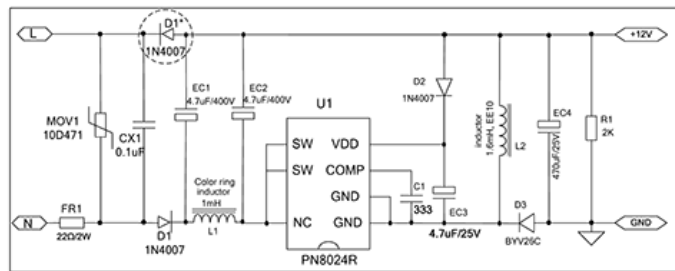 L
D1*
1N4007
+12V
EC1
4.7uF/400V
EC2
4.7uF/400V
D2
1N4007
U1
MOV1
10D471
CX1
0.1uF
SW
SW
NC
VDD
COMP
GND
GND
inductor
1.6mH, EE10
L2
EC4
470uF/25V
R1
2K
Color ring
inductor
1mH
L1
C1
333
EC3
4.7uF/25V
FR1
22Ω/2W
N
D1
1N4007
PN8024R
D3
BYV26C
GND